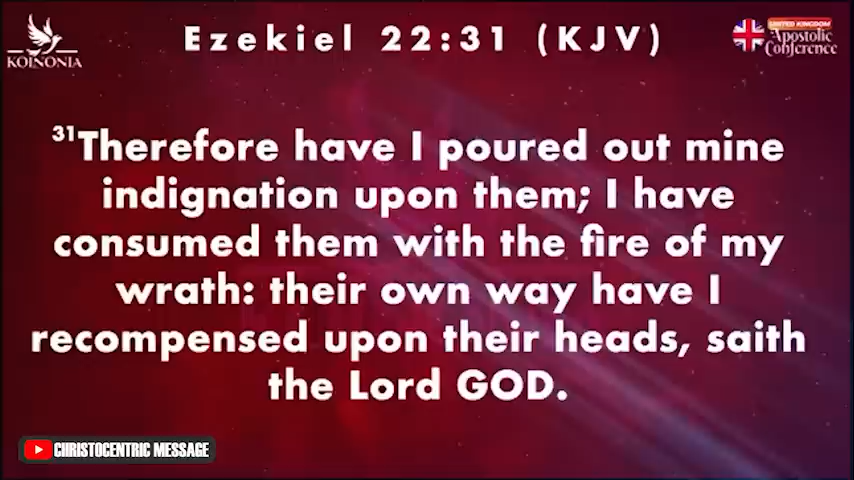 KOINONIA
Ezekiel 22:31 (KJV)
UNITED KINGDOM
Apostolic
Conference
31Therefore have I poured out mine
indignation upon them; I have
consumed them with the fire of my
wrath: their own way have I
recompensed upon their heads, saith
the Lord GOD.
CHRISTOCENTRIC MESSAGE